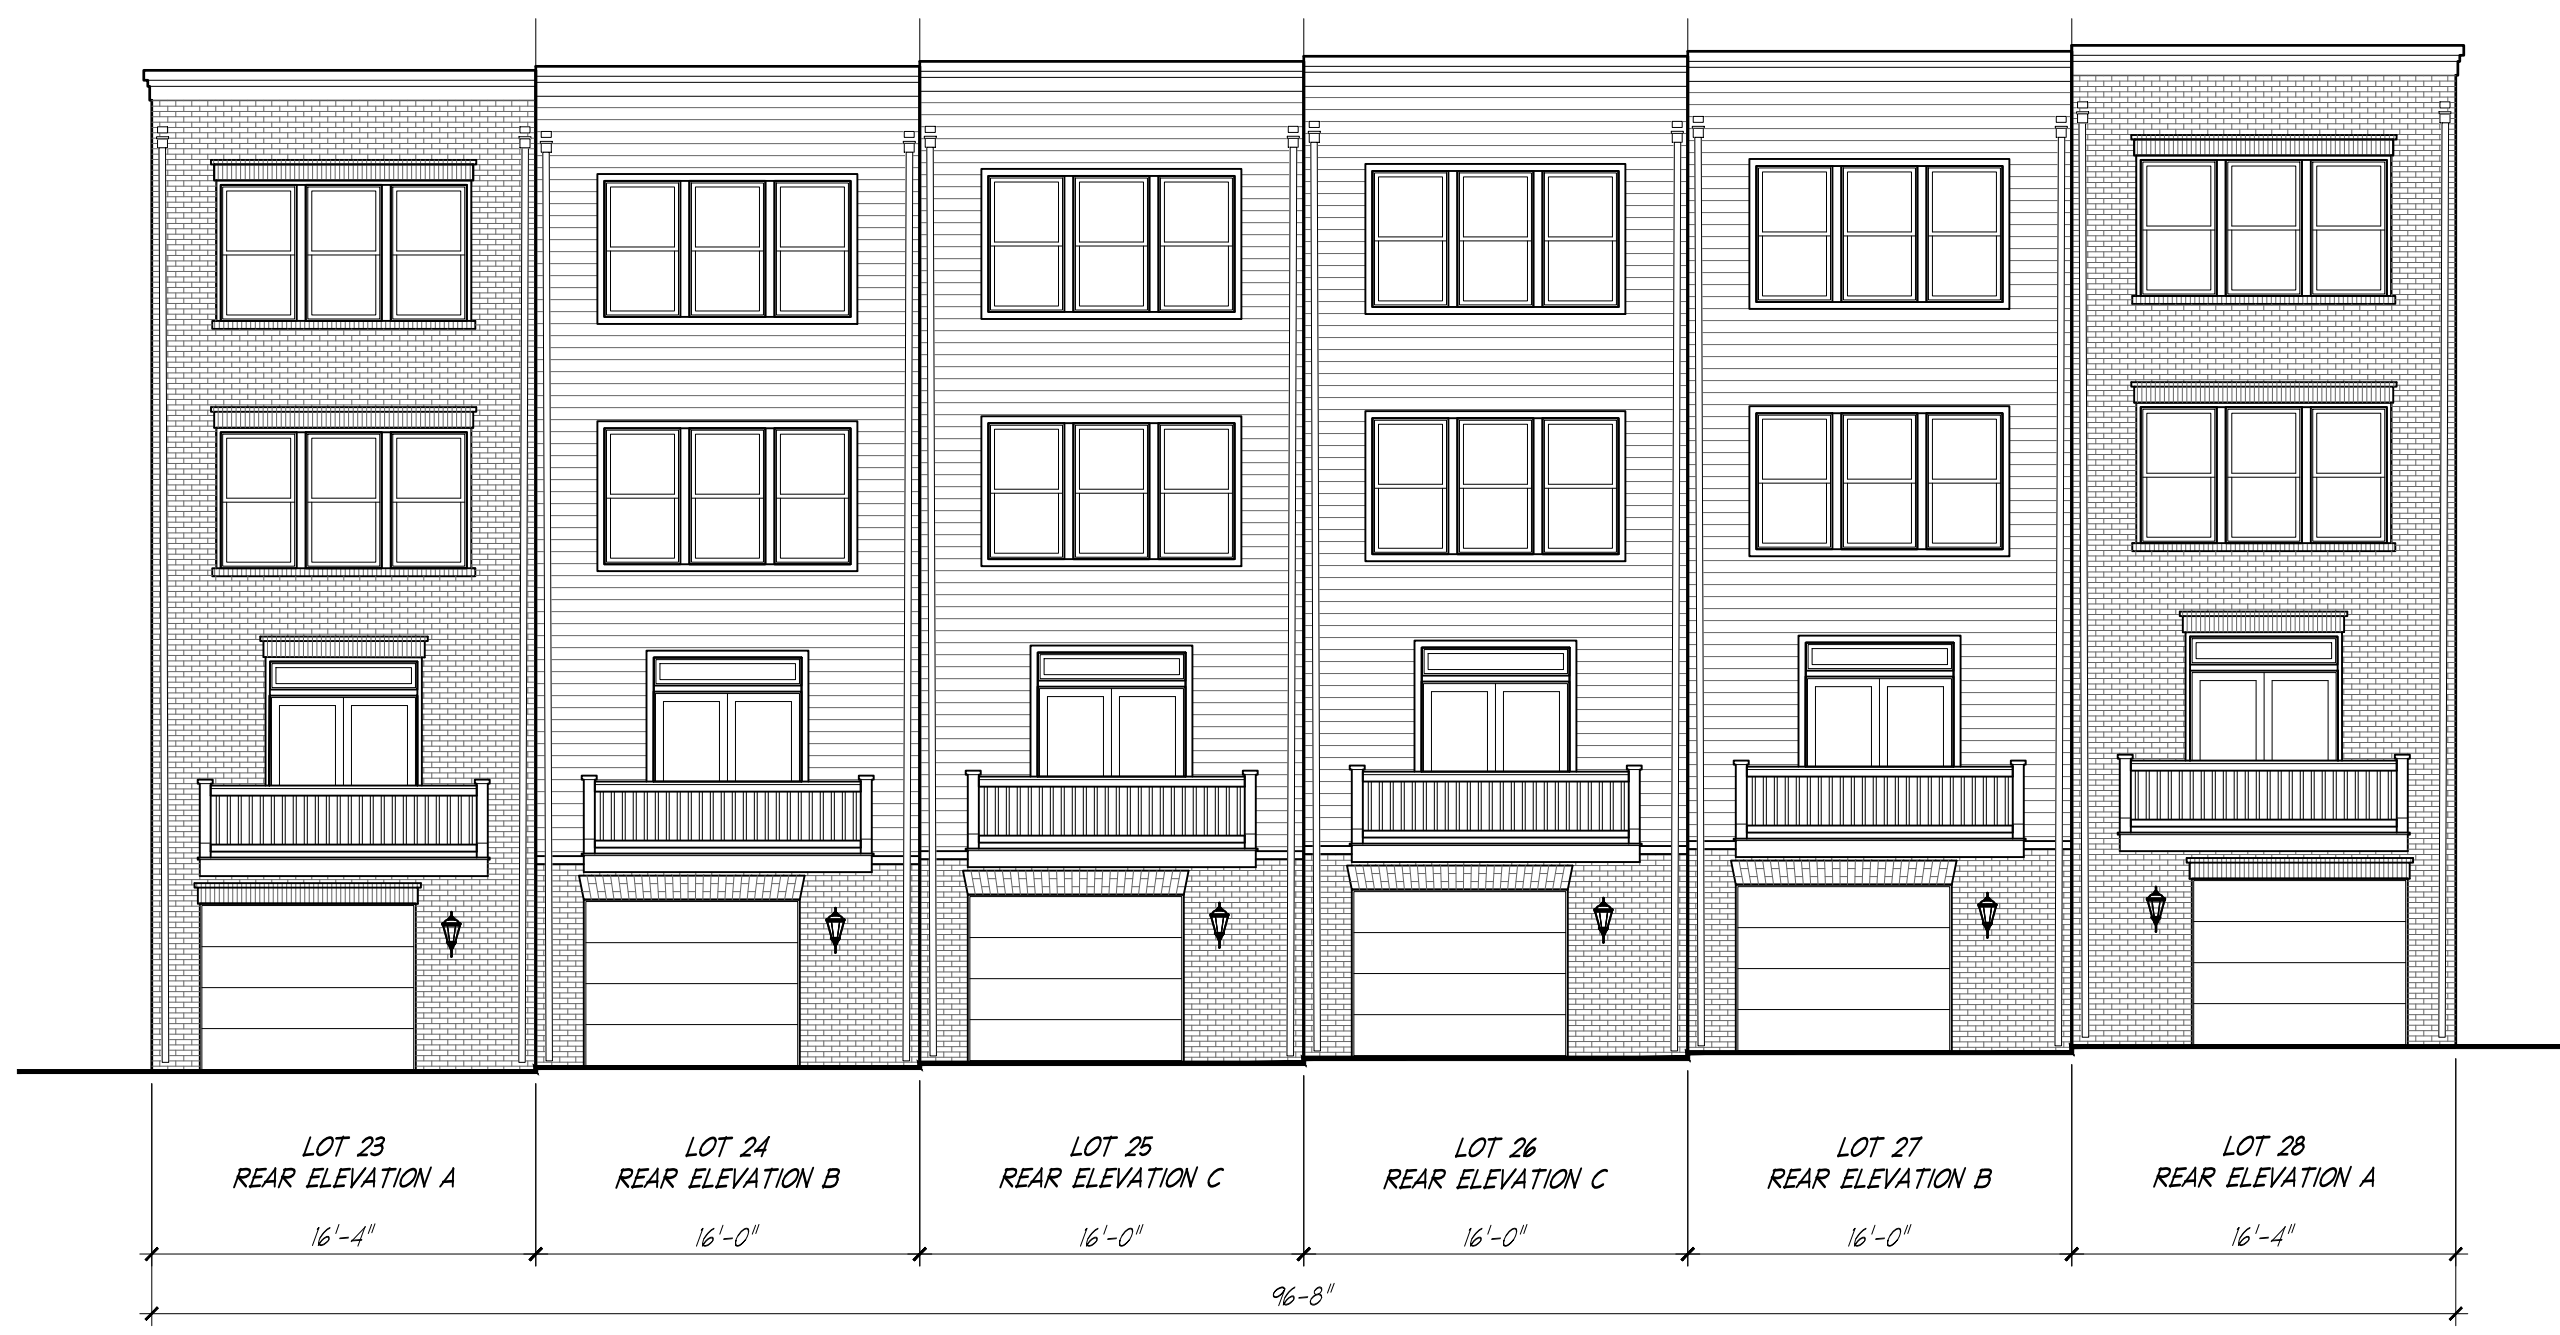 LOT 23
REAR ELEVATION A
LOT 24
REAR ELEVATION B
LOT 25
REAR ELEVATION C
LOT 26
REAR ELEVATION C
LOT 27
REAR ELEVATION B
LOT 28
REAR ELEVATION A
16'-4"
16'-0"
16'-0"
16'-0"
16'-0"
16'-4"
96-8"